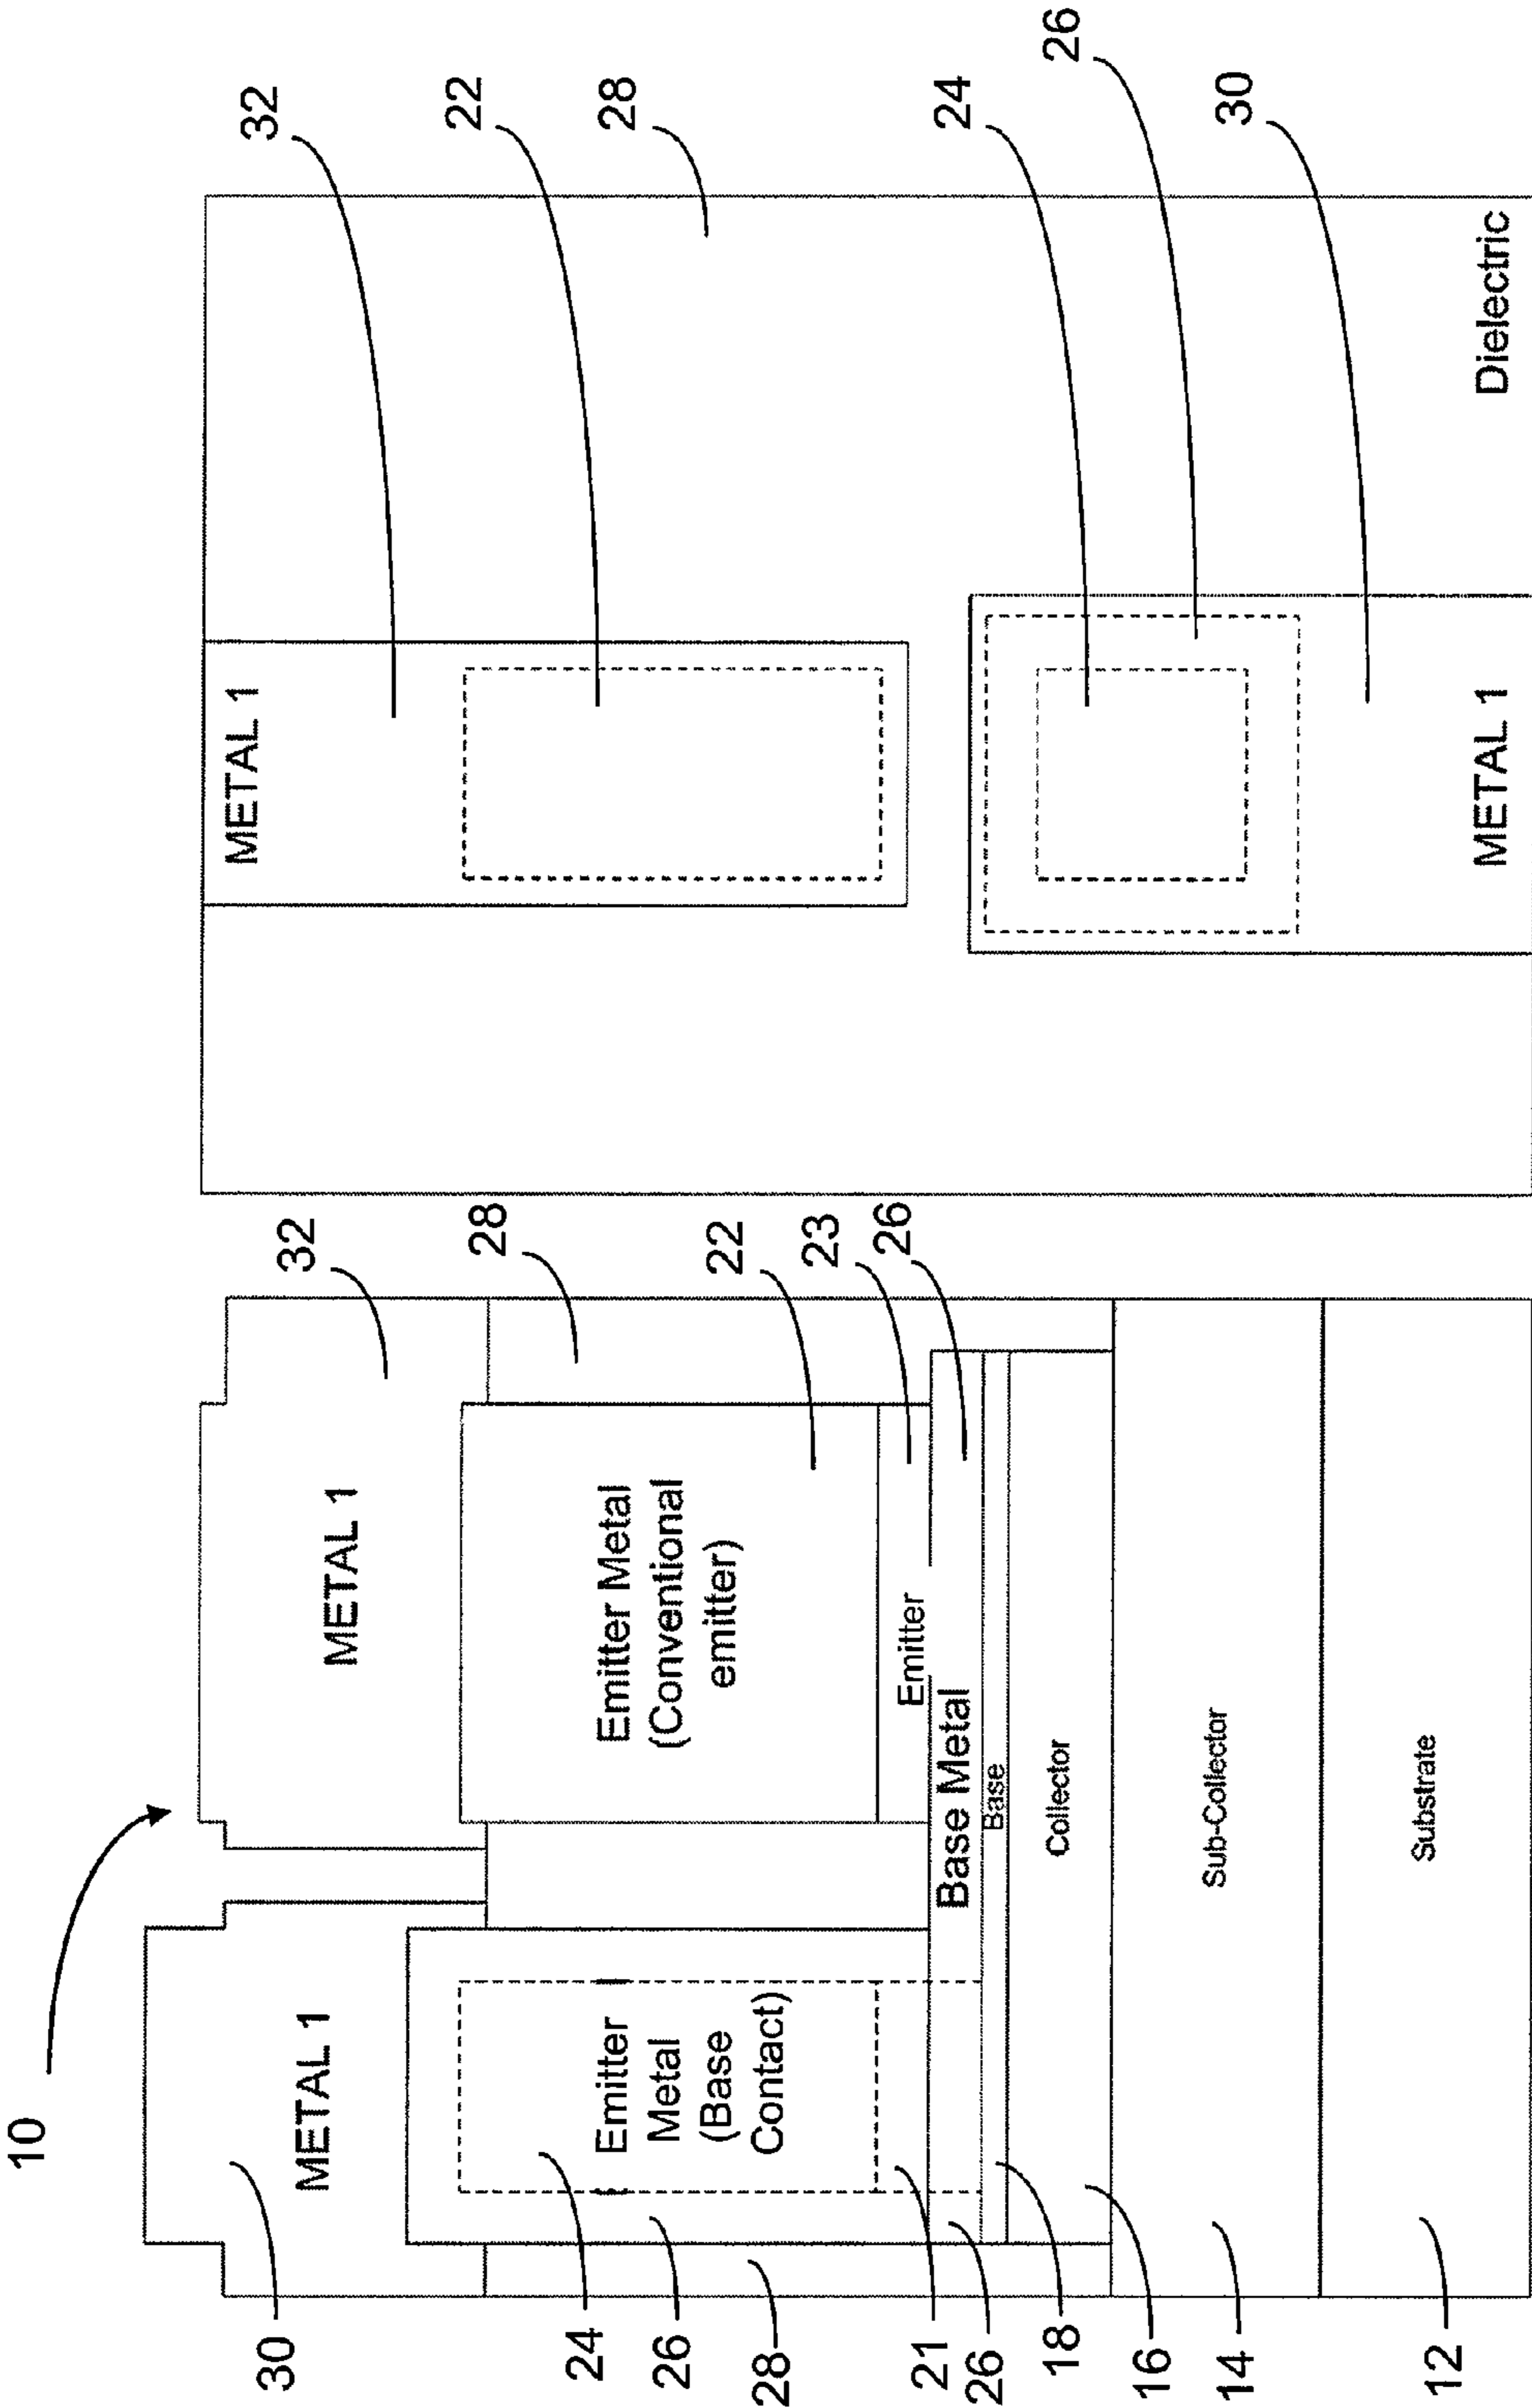 10
30
METAL 1
METAL 1
32
24
Emitter
Metal
(Base
Contact)
Emitter Metal
(Conventional
emitter)
28
26
22
28
23
21
Emitter
26
26
Base Metal
18
Base
16
Collector
14
Sub-Collector
12
Substrate
METAL 1
32
22
28
24
26
30
METAL 1
Dielectric